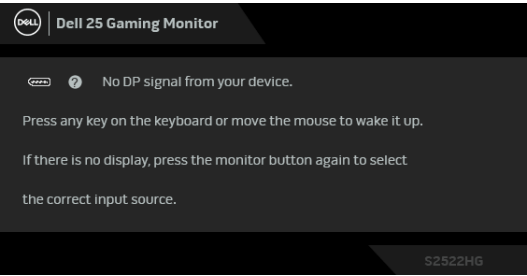 DELL
Dell 25 Gaming Monitor
No DP signal from your device.
Press any key on the keyboard or move the mouse to wake it up.
If there is no display, press the monitor button again to select
the correct input source.
S2522HG